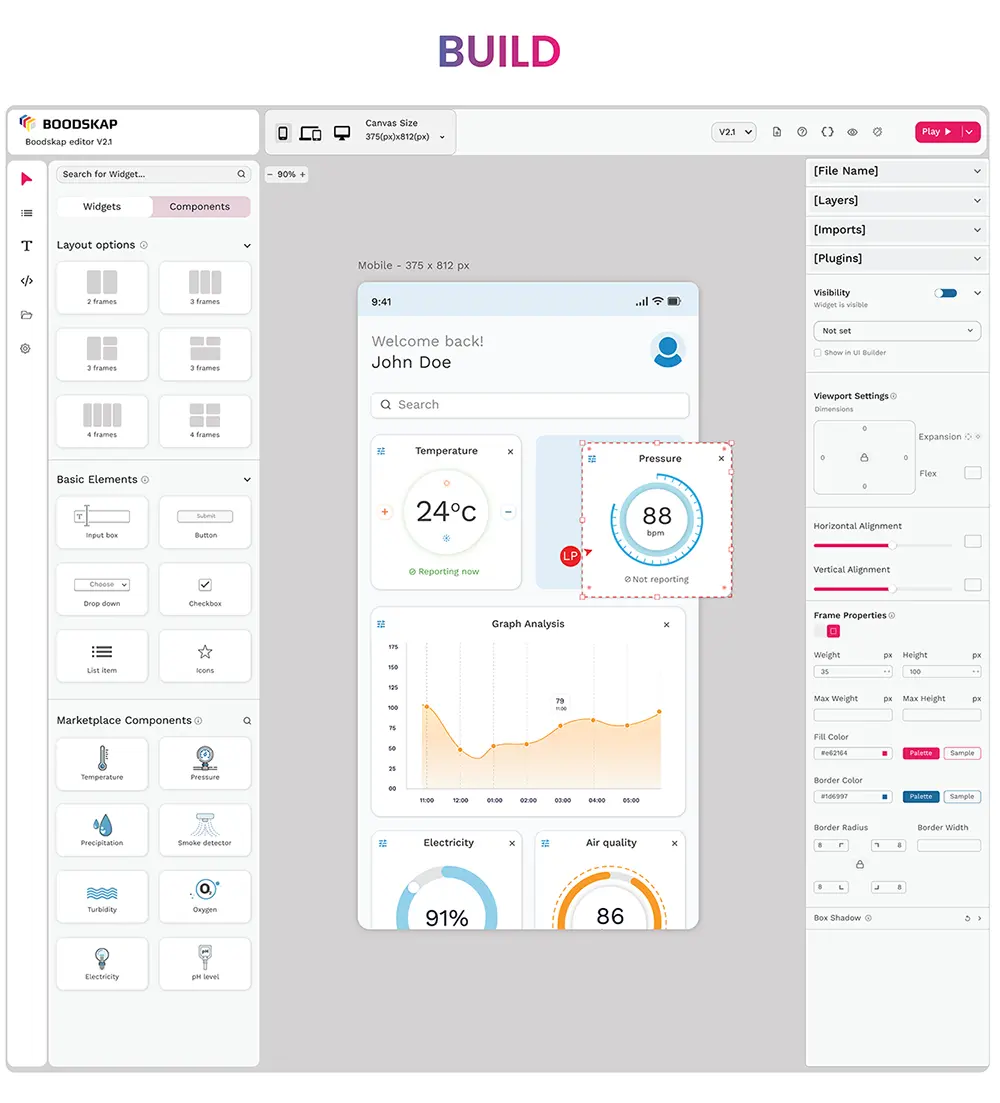 BUILD
BOODSKAP
Boodskap editor V2.1
Canvas Size
375(px)x812(px)
V2.1
Play
Search for Widget...
Widgets
Components
Layout options
2 frames
3 frames
3 frames
3 frames
4 frames
4 frames
Basic Elements
T
Input box
Submit
Button
Choose
Drop down
Checkbox
List item
Icons
Marketplace Components
Temperature
Pressure
Precipitation
Smoke detector
Turbidity
O2
Oxygen
Electricity
pH
pH level
T
</>
− 90% +
Mobile - 375 x 812 px
9:41
Welcome back!
John Doe
Search
Temperature
24°c
Reporting now
Pressure
88
bpm
Not reporting
LP
Graph Analysis
175
150
125
100
75
50
25
00
79
11:00
11:00 12:00 01:00 02:00 03:00 04:00 05:00
Electricity
91%
Air quality
86
[File Name]
[Layers]
[Imports]
[Plugins]
Visibility
Widget is visible
Not set
Show in UI Builder
Viewport Settings
Dimensions
0
0 0
0
Expansion
Flex
Horizontal Alignment
Vertical Alignment
Frame Properties
Weight px Height px
35 100
Max Weight px Max Height px
Fill Color
#e62164 Palette Sample
Border Color
#1d6997 Palette Sample
Border Radius Border Width
8 8
8 8
Box Shadow